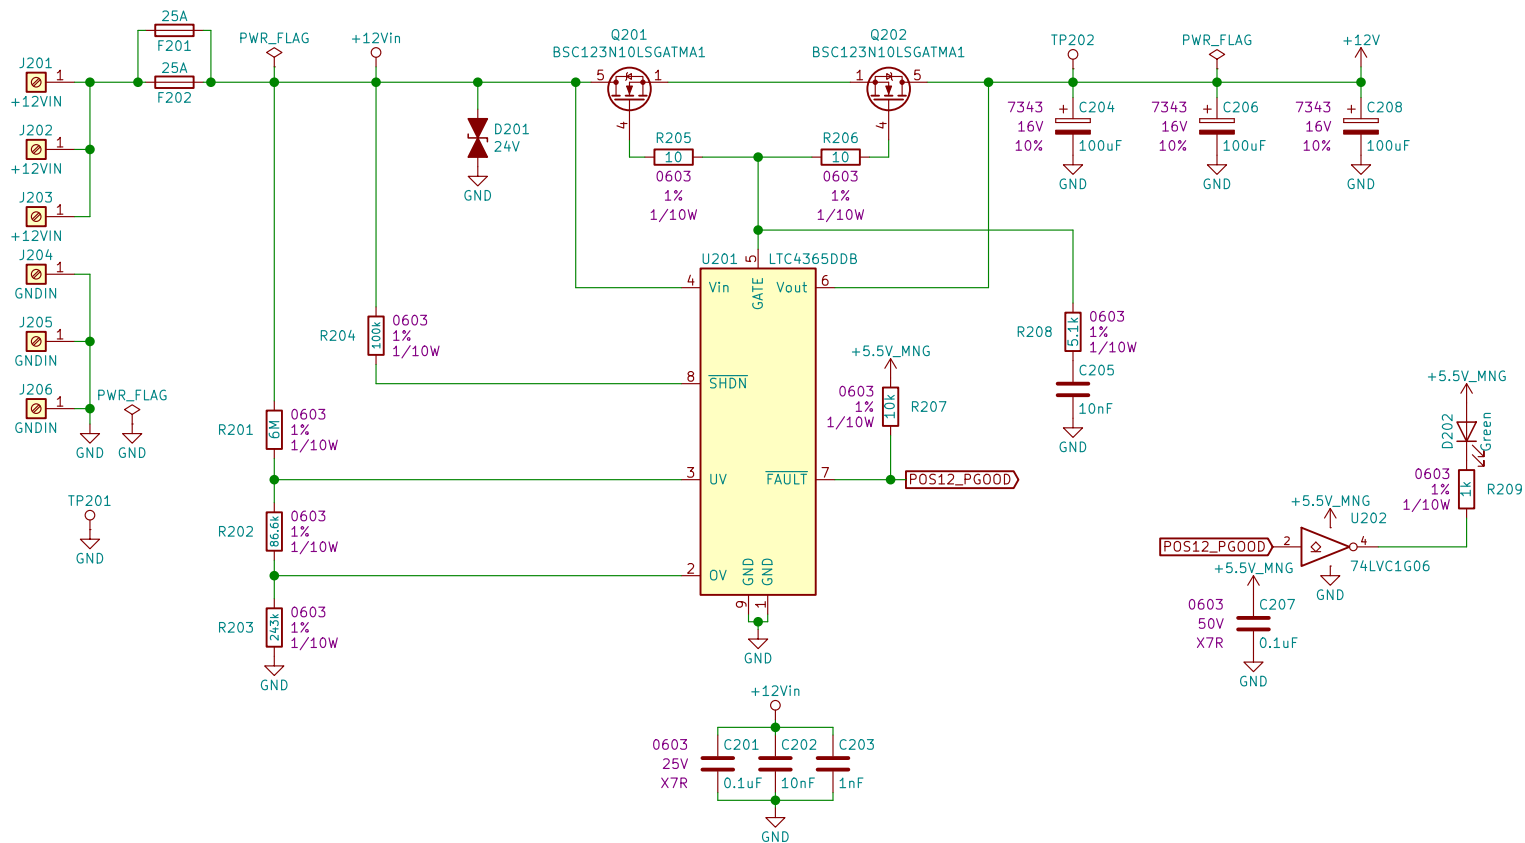 25A
F201
25A
F202
J201
1
+12VIN
J202
1
+12VIN
J203
1
+12VIN
J204
1
GNDIN
J205
1
GNDIN
J206
1
GNDIN
PWR_FLAG
GND
GND
TP201
GND
PWR_FLAG
+12Vin
D201
24V
GND
Q201
BSC123N10LSGATMA1
5
1
4
Q202
BSC123N10LSGATMA1
1
5
4
R205
10
0603
1%
1/10W
R206
10
0603
1%
1/10W
TP202
PWR_FLAG
+12V
7343
16V
10%
+
C204
100uF
GND
7343
16V
10%
+
C206
100uF
GND
7343
16V
10%
+
C208
100uF
GND
R204
100k
0603
1%
1/10W
R201
6M
0603
1%
1/10W
R202
86.6k
0603
1%
1/10W
R203
243k
0603
1%
1/10W
GND
U201
LTC4365DDB
5
GATE
4
Vin
Vout
6
8
SHDN
3
UV
FAULT
7
2
OV
GND
GND
9
1
GND
+5.5V_MNG
0603
1%
1/10W
10k
R207
POS12_PGOOD
R208
5.1k
0603
1%
1/10W
C205
10nF
GND
+5.5V_MNG
D202
Green
0603
1%
1/10W
1k
R209
+5.5V_MNG
U202
POS12_PGOOD
2
4
74LVC1G06
GND
+5.5V_MNG
0603
50V
X7R
C207
0.1uF
GND
+12Vin
0603
25V
X7R
C201
0.1uF
C202
10nF
C203
1nF
GND